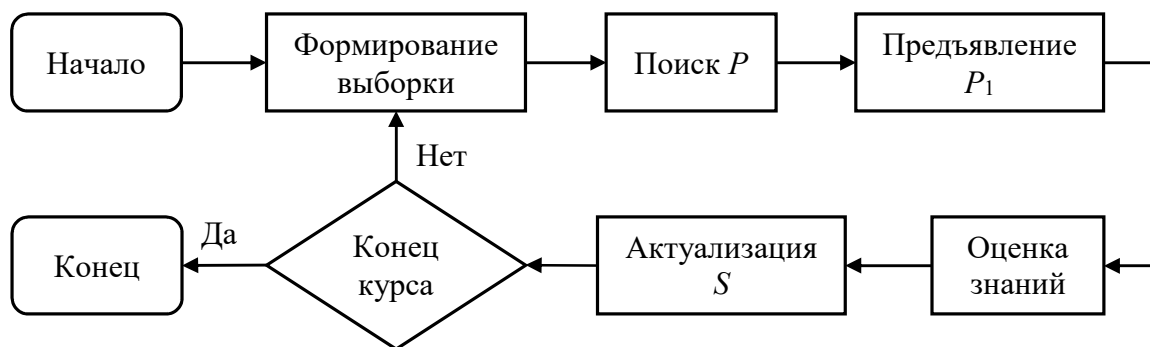 Начало
Формирование
выборки
Поиск P
Предъявление
P1
Нет
Да
Конец
Конец
курса
Актуализация
S
Оценка
знаний